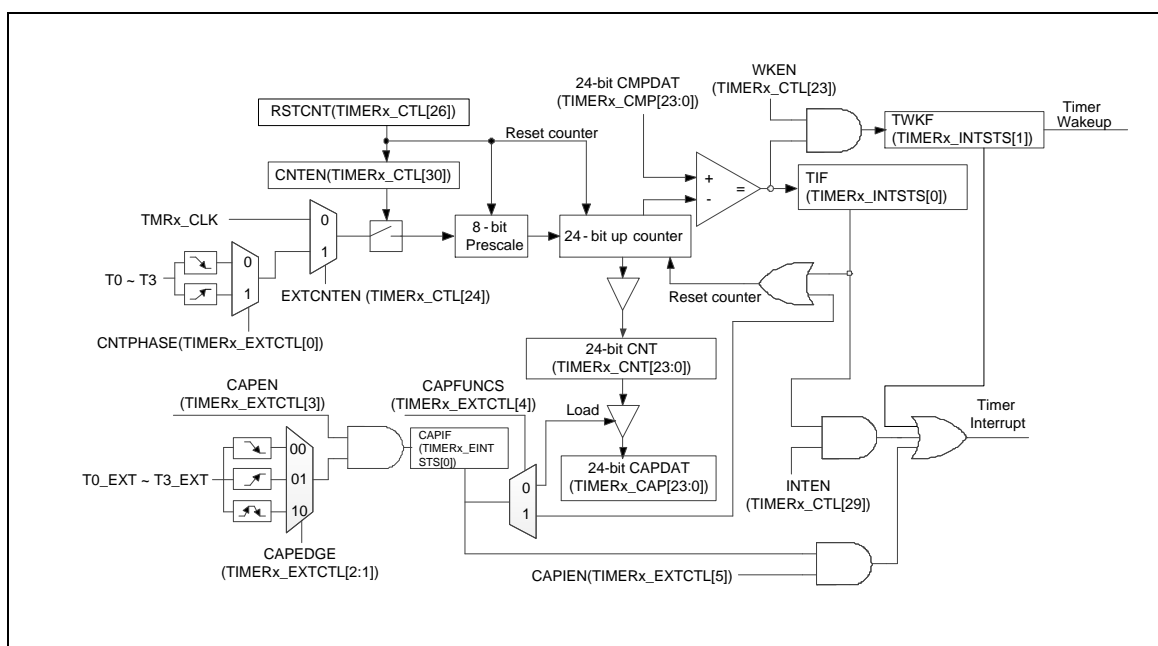 24-bit CMPDAT
(TIMERx_CMP[23:0])
WKEN
(TIMERx_CTL[23])
RSTCNT(TIMERx_CTL[26])
Reset counter
TWKF
(TIMERx_INTSTS[1])
Timer
Wakeup
CNTEN(TIMERx_CTL[30])
+
-
=
TIF
(TIMERx_INTSTS[0])
TMRx_CLK
0
1
8-bit
Prescale
24-bit up counter
T0 ~ T3
0
1
EXTCNTEN (TIMERx_CTL[24])
Reset counter
CNTPHASE(TIMERx_EXTCTL[0])
24-bit CNT
(TIMERx_CNT[23:0])
CAPEN
(TIMERx_EXTCTL[3])
CAPFUNCS
(TIMERx_EXTCTL[4])
Load
Timer
Interrupt
CAPIF
(TIMERx_EINT
STS[0])
00
01
10
T0_EXT ~ T3_EXT
24-bit CAPDAT
(TIMERx_CAP[23:0])
0
1
INTEN
(TIMERx_CTL[29])
CAPEDGE
(TIMERx_EXTCTL[2:1])
CAPIEN(TIMERx_EXTCTL[5])